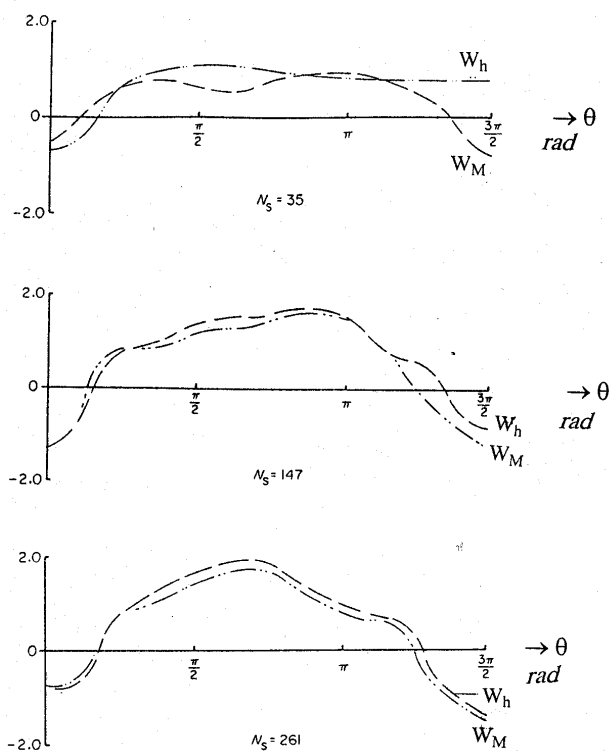 2.0
W_h
0
π/2
π
3π/2
→ θ
rad
W_M
-2.0
N_s = 35
2.0
0
π/2
π
3π/2
→ θ
rad
W_h
W_M
-2.0
N_s = 147
2.0
0
π/2
π
3π/2
→ θ
rad
W_h
W_M
-2.0
N_s = 261